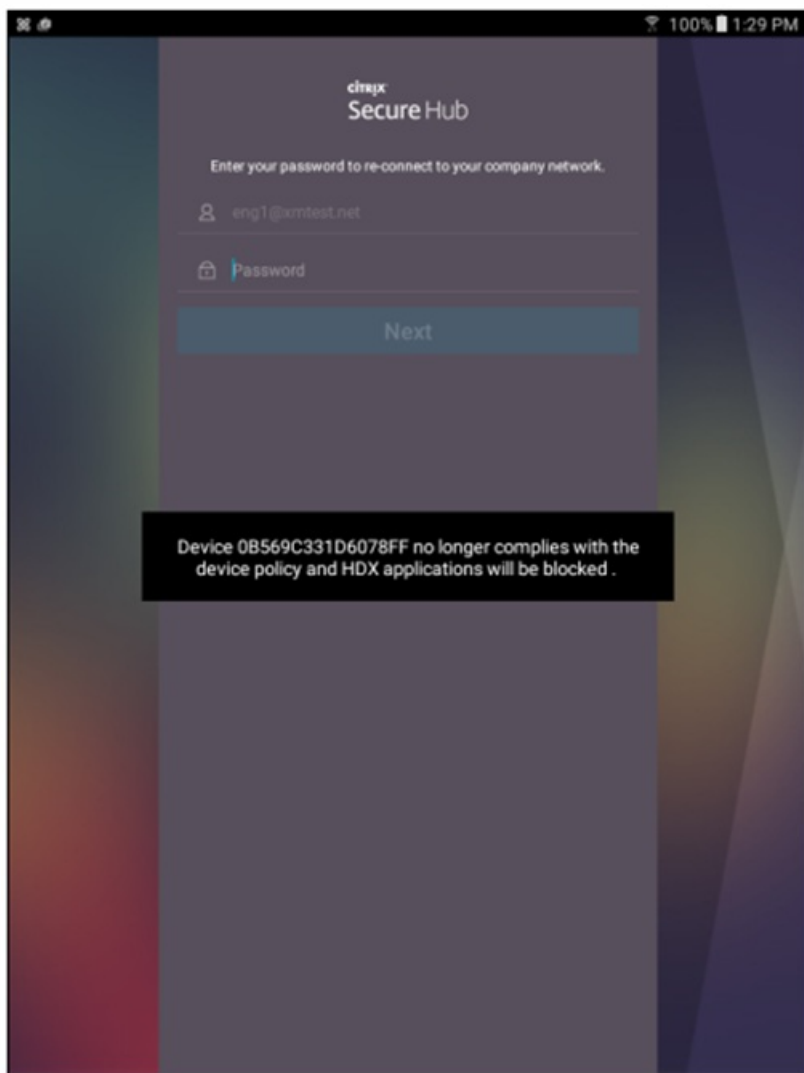 100% 1:29 PM
citrix
Secure Hub
Enter your password to re-connect to your company network.
eng1@xmtest.net
Password
Next
Device 0B569C331D6078FF no longer complies with the
device policy and HDX applications will be blocked .